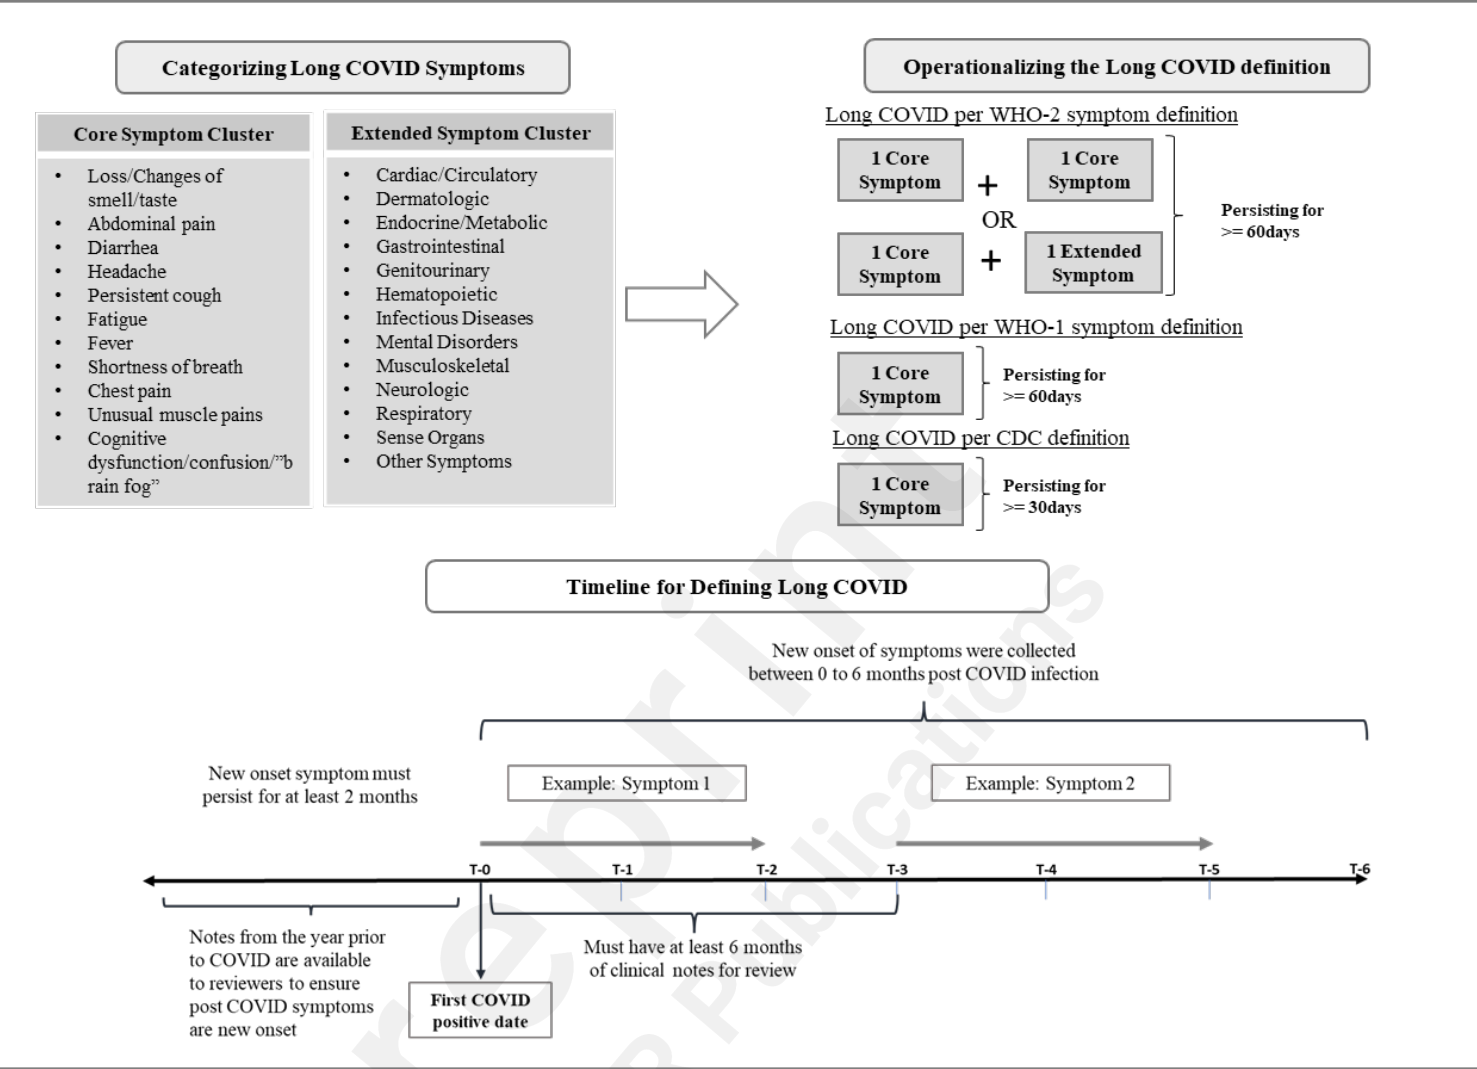 Categorizing Long COVID Symptoms
Core Symptom Cluster
• Loss/Changes of
smell/taste
• Abdominal pain
• Diarrhea
• Headache
• Persistent cough
• Fatigue
• Fever
• Shortness of breath
• Chest pain
• Unusual muscle pains
• Cognitive
dysfunction/confusion/”b
rain fog”
Extended Symptom Cluster
• Cardiac/Circulatory
• Dermatologic
• Endocrine/Metabolic
• Gastrointestinal
• Genitourinary
• Hematopoietic
• Infectious Diseases
• Mental Disorders
• Musculoskeletal
• Neurologic
• Respiratory
• Sense Organs
• Other Symptoms
Operationalizing the Long COVID definition
Long COVID per WHO-2 symptom definition
1 Core
Symptom
+
1 Core
Symptom
OR
1 Core
Symptom
+
1 Extended
Symptom
Persisting for
>= 60days
Long COVID per WHO-1 symptom definition
1 Core
Symptom
Persisting for
>= 60days
Long COVID per CDC definition
1 Core
Symptom
Persisting for
>= 30days
Timeline for Defining Long COVID
New onset of symptoms were collected
between 0 to 6 months post COVID infection
New onset symptom must
persist for at least 2 months
Example: Symptom 1
Example: Symptom 2
T-0 T-1 T-2 T-3 T-4 T-5 T-6
Notes from the year prior
to COVID are available
to reviewers to ensure
post COVID symptoms
are new onset
First COVID
positive date
Must have at least 6 months
of clinical notes for review
reprint
R Publications